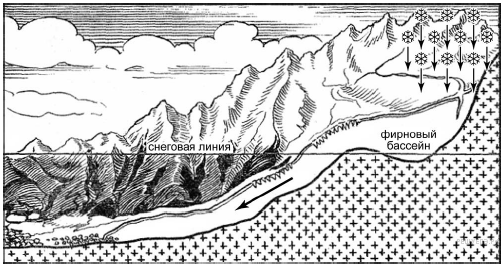 фирновый
бассейн
снеговая линия